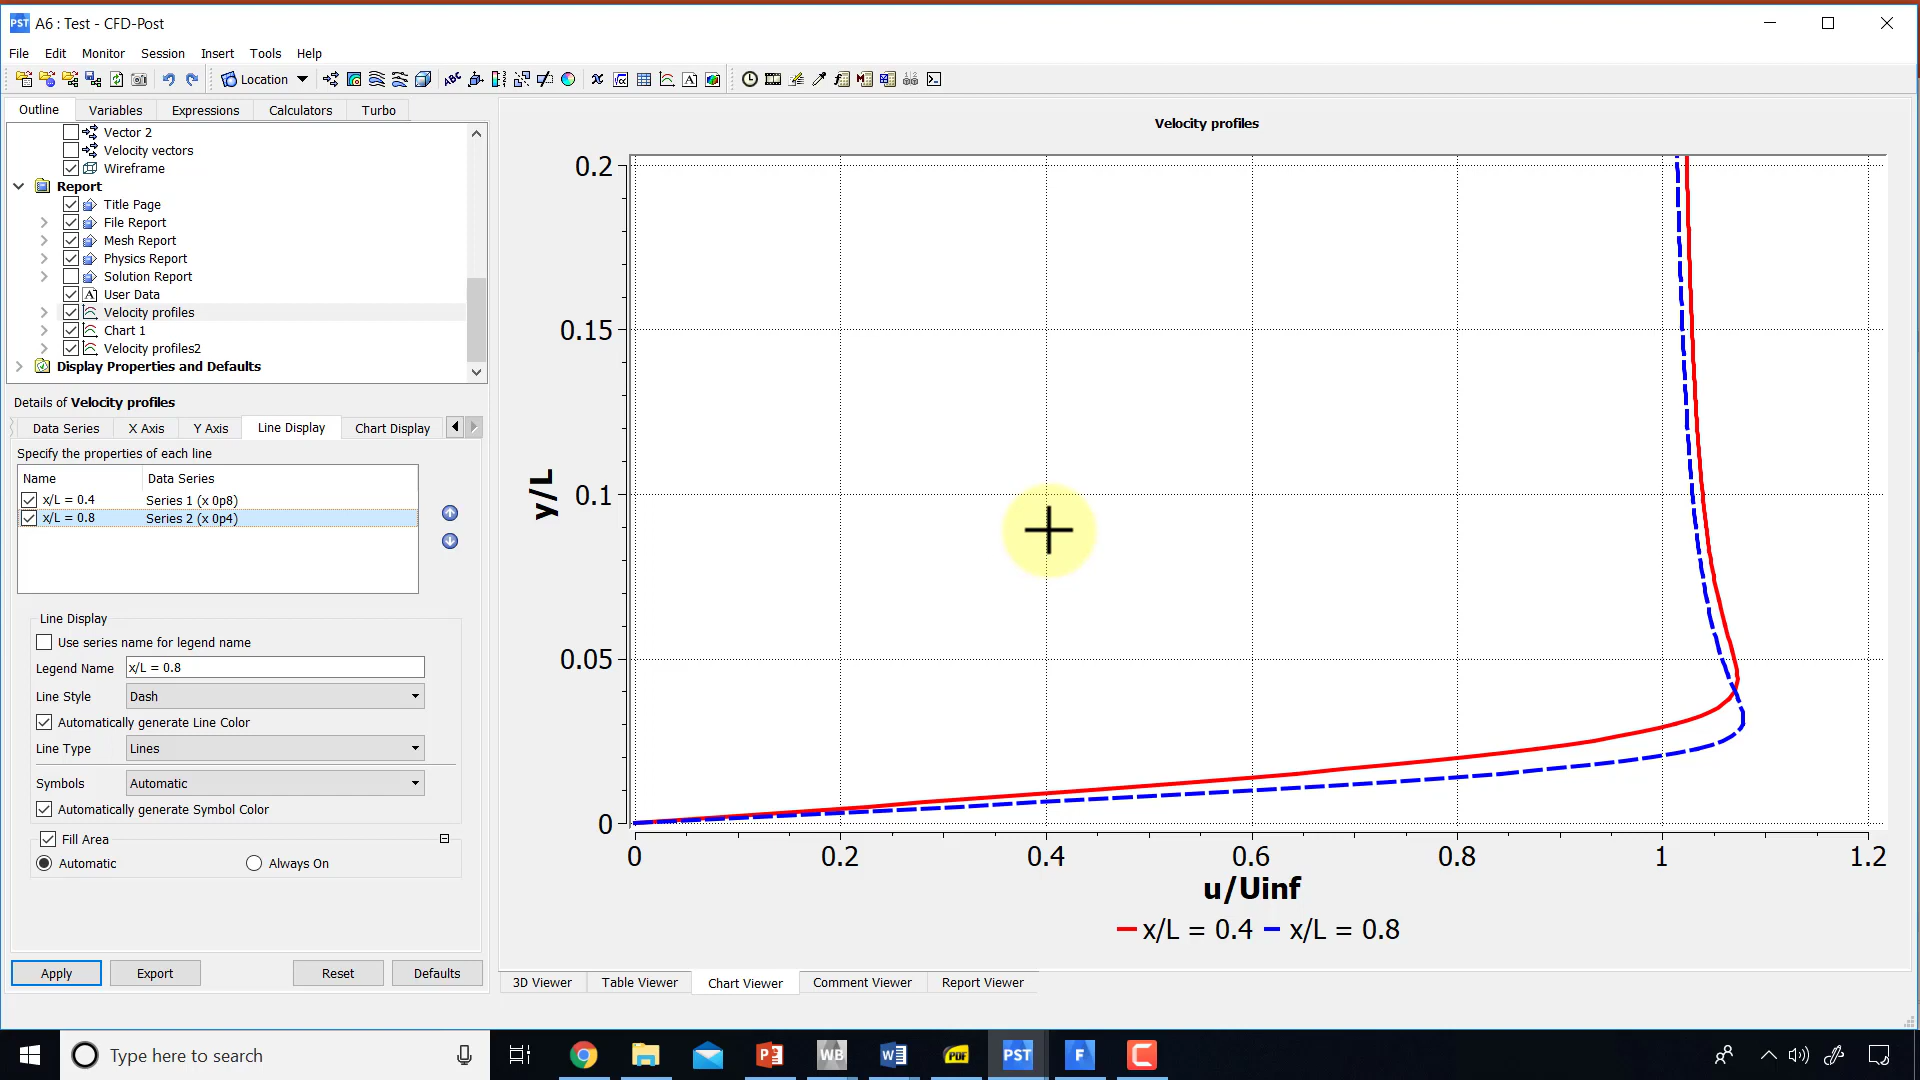 PST A6 : Test - CFD-Post
File Edit Monitor Session Insert Tools Help
Location
Outline Variables Expressions Calculators Turbo
Vector 2
Velocity vectors
Wireframe
Report
Title Page
File Report
Mesh Report
Physics Report
Solution Report
User Data
Velocity profiles
Chart 1
Velocity profiles2
Display Properties and Defaults
Details of Velocity profiles
Data Series X Axis Y Axis Line Display Chart Display
Specify the properties of each line
Name Data Series
x/L = 0.4 Series 1 (x 0p8)
x/L = 0.8 Series 2 (x 0p4)
Line Display
Use series name for legend name
Legend Name x/L = 0.8
Line Style Dash
Automatically generate Line Color
Line Type Lines
Symbols Automatic
Automatically generate Symbol Color
Fill Area
Automatic Always On
Apply Export Reset Defaults
Velocity profiles
0.2
0.15
0.1
0.05
0
y/L
0 0.2 0.4 0.6 0.8 1 1.2
u/Uinf
x/L = 0.4 x/L = 0.8
3D Viewer Table Viewer Chart Viewer Comment Viewer Report Viewer
Type here to search
WB PDF PST F